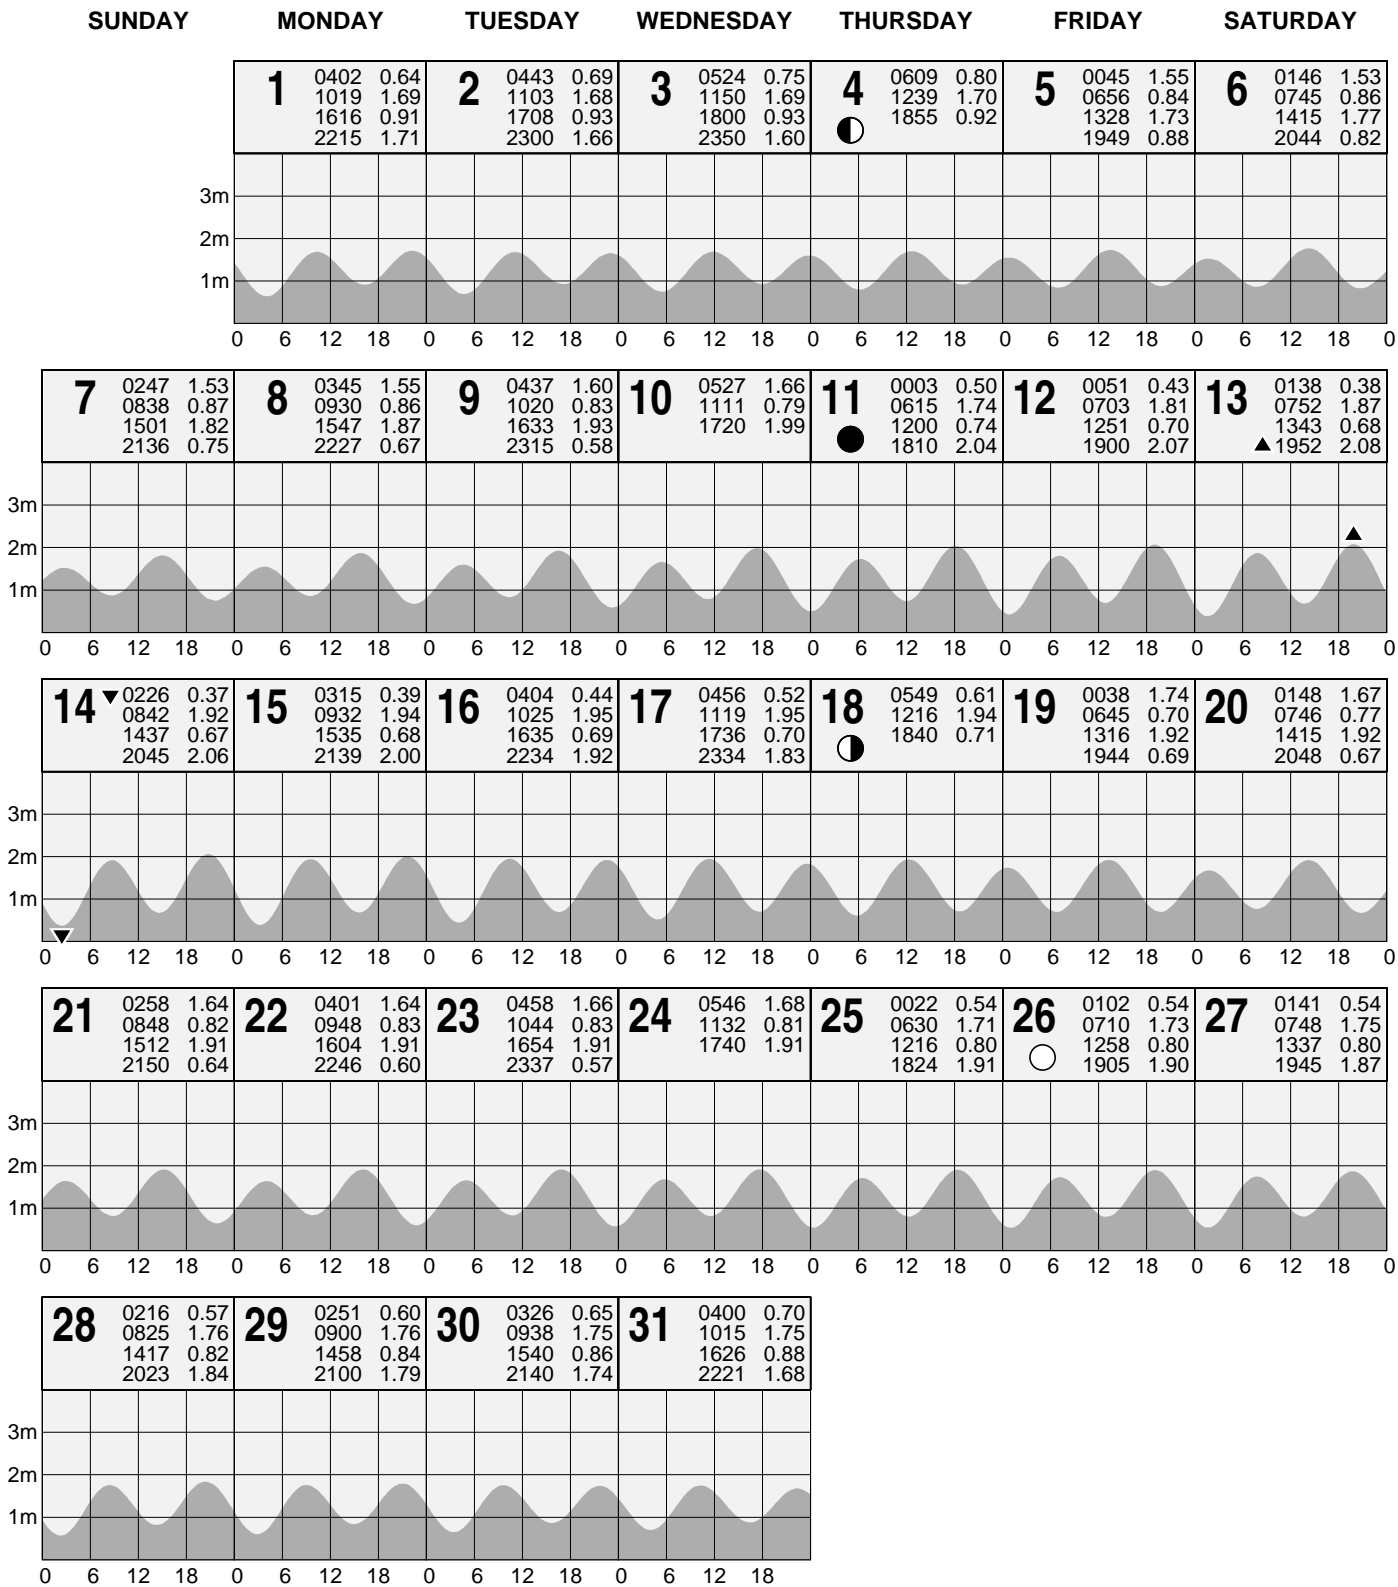 SUNDAY MONDAY TUESDAY WEDNESDAY THURSDAY FRIDAY SATURDAY
1 0402 0.64
1019 1.69
1616 0.91
2215 1.71
2 0443 0.69
1103 1.68
1708 0.93
2300 1.66
3 0524 0.75
1150 1.69
1800 0.93
2350 1.60
4 0609 0.80
1239 1.70
1855 0.92
5 0045 1.55
0656 0.84
1328 1.73
1949 0.88
6 0146 1.53
0745 0.86
1415 1.77
2044 0.82
3m
2m
1m
0 6 12 18 0 6 12 18 0 6 12 18 0 6 12 18 0 6 12 18 0 6 12 18 0
7 0247 1.53
0838 0.87
1501 1.82
2136 0.75
8 0345 1.55
0930 0.86
1547 1.87
2227 0.67
9 0437 1.60
1020 0.83
1633 1.93
2315 0.58
10 0527 1.66
1111 0.79
1720 1.99
11 0003 0.50
0615 1.74
1200 0.74
1810 2.04
12 0051 0.43
0703 1.81
1251 0.70
1900 2.07
13 0138 0.38
0752 1.87
1343 0.68
1952 2.08
3m
2m
1m
0 6 12 18 0 6 12 18 0 6 12 18 0 6 12 18 0 6 12 18 0 6 12 18 0 6 12 18 0
14 0226 0.37
0842 1.92
1437 0.67
2045 2.06
15 0315 0.39
0932 1.94
1535 0.68
2139 2.00
16 0404 0.44
1025 1.95
1635 0.69
2234 1.92
17 0456 0.52
1119 1.95
1736 0.70
2334 1.83
18 0549 0.61
1216 1.94
1840 0.71
19 0038 1.74
0645 0.70
1316 1.92
1944 0.69
20 0148 1.67
0746 0.77
1415 1.92
2048 0.67
3m
2m
1m
0 6 12 18 0 6 12 18 0 6 12 18 0 6 12 18 0 6 12 18 0 6 12 18 0 6 12 18 0
21 0258 1.64
0848 0.82
1512 1.91
2150 0.64
22 0401 1.64
0948 0.83
1604 1.91
2246 0.60
23 0458 1.66
1044 0.83
1654 1.91
2337 0.57
24 0546 1.68
1132 0.81
1740 1.91
25 0022 0.54
0630 1.71
1216 0.80
1824 1.91
26 0102 0.54
0710 1.73
1258 0.80
1905 1.90
27 0141 0.54
0748 1.75
1337 0.80
1945 1.87
3m
2m
1m
0 6 12 18 0 6 12 18 0 6 12 18 0 6 12 18 0 6 12 18 0 6 12 18 0 6 12 18 0
28 0216 0.57
0825 1.76
1417 0.82
2023 1.84
29 0251 0.60
0900 1.76
1458 0.84
2100 1.79
30 0326 0.65
0938 1.75
1540 0.86
2140 1.74
31 0400 0.70
1015 1.75
1626 0.88
2221 1.68
3m
2m
1m
0 6 12 18 0 6 12 18 0 6 12 18 0 6 12 18